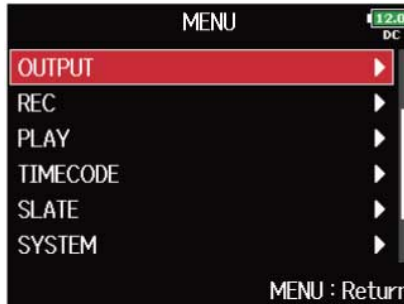 MENU
12.0
DC
OUTPUT
REC
PLAY
TIMECODE
SLATE
SYSTEM
MENU : Return